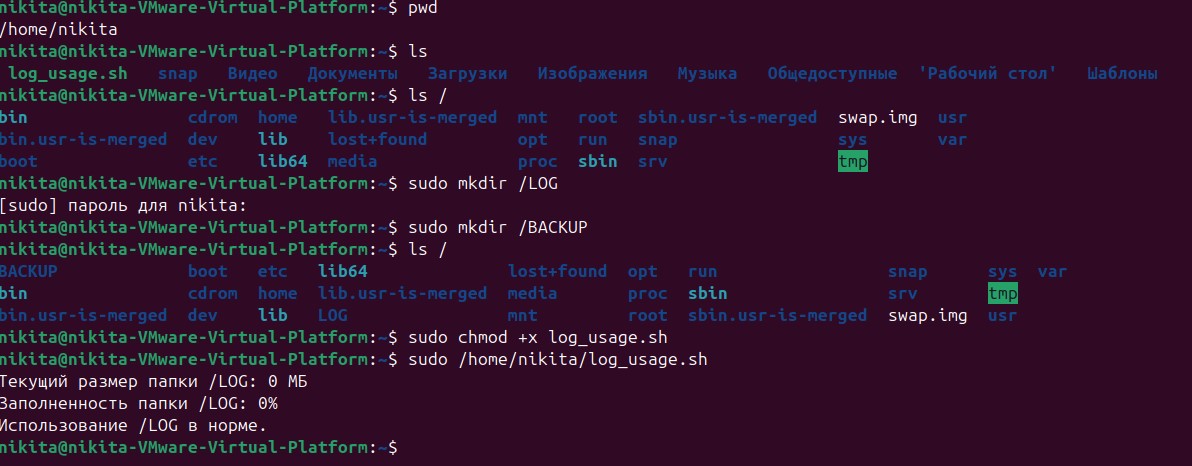 nikita@nikita-VMware-Virtual-Platform:~$ pwd
/home/nikita
nikita@nikita-VMware-Virtual-Platform:~$ ls
log_usage.sh snap Видео Документы Загрузки Изображения Музыка Общедоступные 'Рабочий стол' Шаблоны
nikita@nikita-VMware-Virtual-Platform:~$ ls /
bin cdrom home lib.usr-is-merged mnt root sbin.usr-is-merged swap.img usr
bin.usr-is-merged dev lib lost+found opt run snap sys var
boot etc lib64 media proc sbin srv tmp
nikita@nikita-VMware-Virtual-Platform:~$ sudo mkdir /LOG
[sudo] пароль для nikita:
nikita@nikita-VMware-Virtual-Platform:~$ sudo mkdir /BACKUP
nikita@nikita-VMware-Virtual-Platform:~$ ls /
BACKUP boot etc lib64 lost+found opt run snap sys var
bin cdrom home lib.usr-is-merged media proc sbin srv tmp
bin.usr-is-merged dev lib LOG mnt root sbin.usr-is-merged swap.img usr
nikita@nikita-VMware-Virtual-Platform:~$ sudo chmod +x log_usage.sh
nikita@nikita-VMware-Virtual-Platform:~$ sudo /home/nikita/log_usage.sh
Текущий размер папки /LOG: 0 МБ
Заполненность папки /LOG: 0%
Использование /LOG в норме.
nikita@nikita-VMware-Virtual-Platform:~$